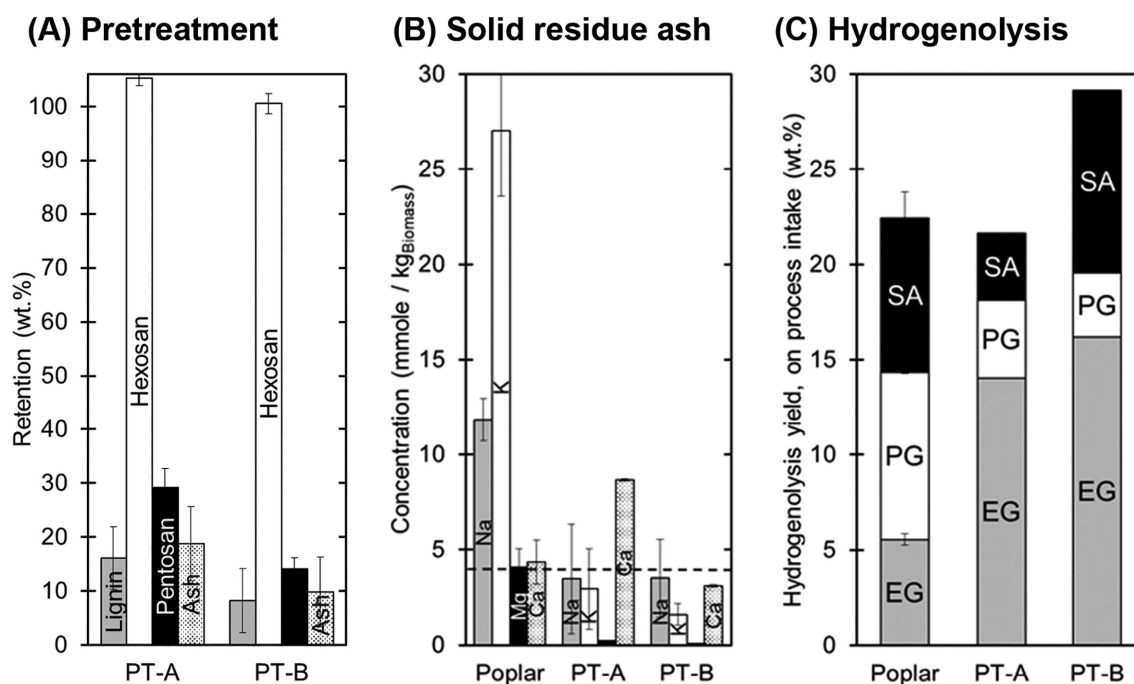 (A) Pretreatment
Retention (wt.%)
100
90
80
70
60
50
40
30
20
10
0
Lignin
Hexosan
Pentosan
Ash
Hexosan
Ash
PT-A
PT-B
(B) Solid residue ash
Concentration (mmole / kgBiomass)
30
25
20
15
10
5
0
Na
K
Mg
Ca
Na
K
Ca
Na
K
Ca
Poplar
PT-A
PT-B
(C) Hydrogenolysis
Hydrogenolysis yield, on process intake (wt.%)
30
25
20
15
10
5
0
SA
PG
EG
SA
PG
EG
SA
PG
EG
Poplar
PT-A
PT-B